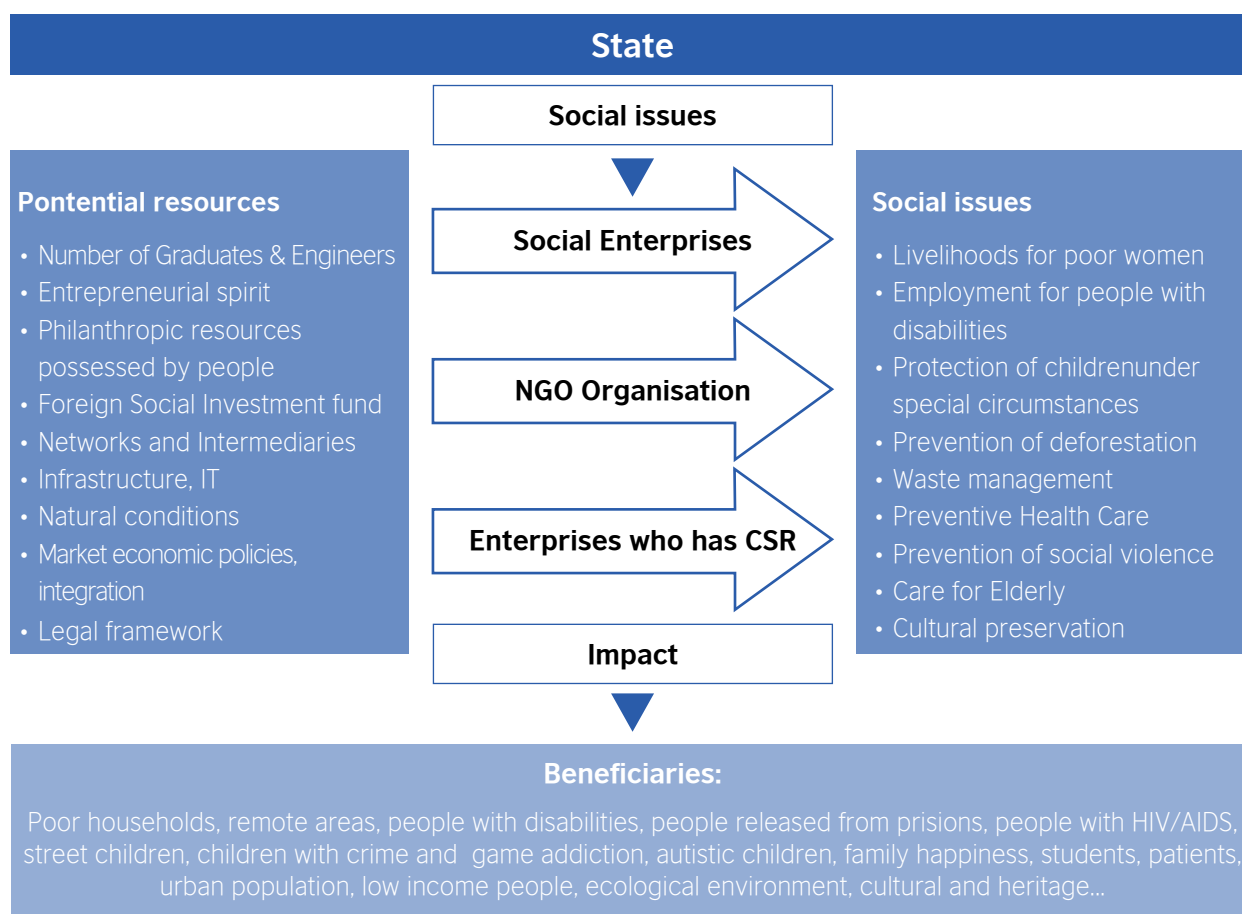 State
Social issues
Pontential resources
• Number of Graduates & Engineers
• Entrepreneurial spirit
• Philanthropic resources
possessed by people
• Foreign Social Investment fund
• Networks and Intermediaries
• Infrastructure, IT
• Natural conditions
• Market economic policies,
integration
• Legal framework
Social Enterprises
NGO Organisation
Enterprises who has CSR
Social issues
• Livelihoods for poor women
• Employment for people with
disabilities
• Protection of childrenunder
special circumstances
• Prevention of deforestation
• Waste management
• Preventive Health Care
• Prevention of social violence
• Care for Elderly
• Cultural preservation
Impact
Beneficiaries:
Poor households, remote areas, people with disabilities, people released from prisions, people with HIV/AIDS,
street children, children with crime and game addiction, autistic children, family happiness, students, patients,
urban population, low income people, ecological environment, cultural and heritage...